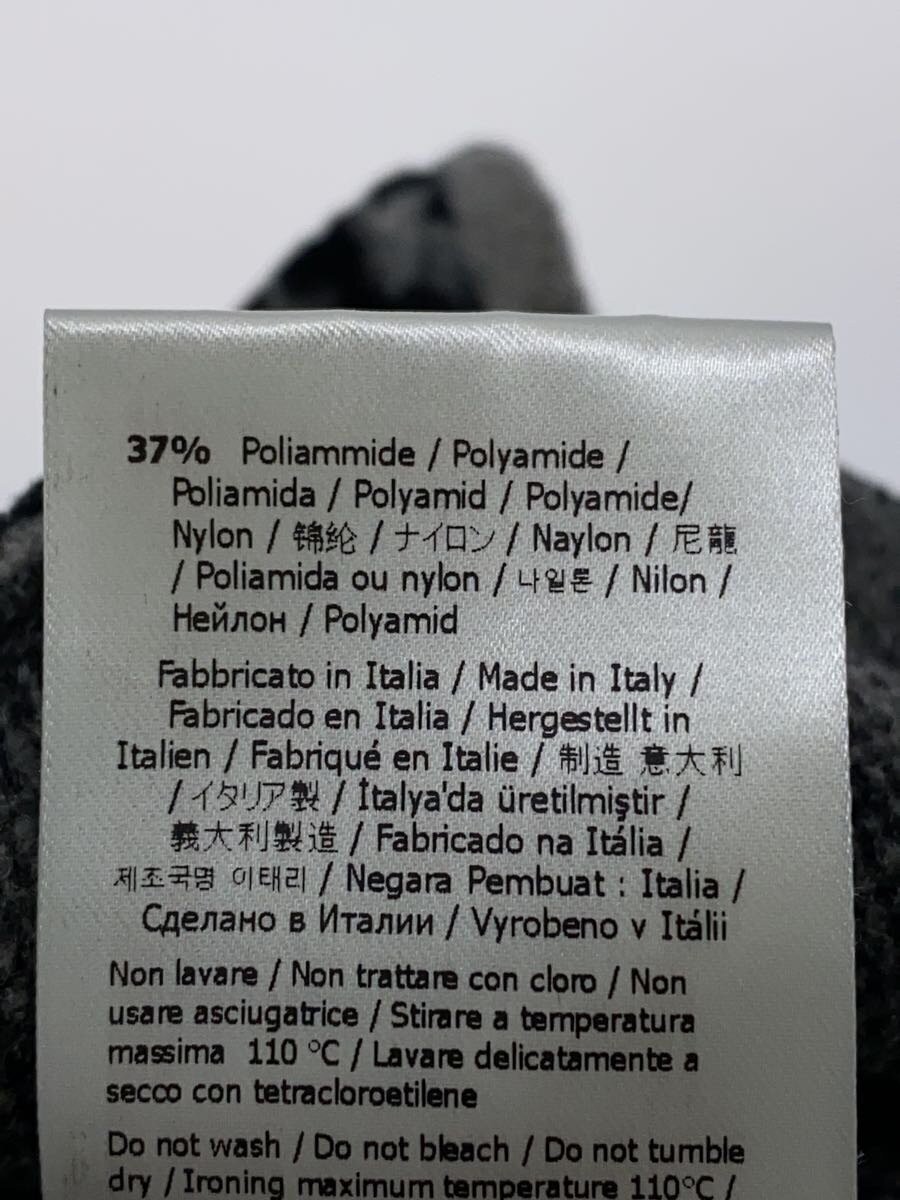 37% Poliammide / Polyamide /
Poliamida / Polyamid / Polyamide/
Nylon / 锦纶 / ナイロン / Naylon / 尼龍
/ Poliamida ou nylon / 나일론 / Nilon /
Нейлон / Polyamid
Fabbricato in Italia / Made in Italy /
Fabricado en Italia / Hergestellt in
Italien / Fabriqué en Italie / 制造 意大利
/ イタリア製 / İtalya'da üretilmiştir /
義大利製造 / Fabricado na Itália /
제조국명 이태리 / Negara Pembuat : Italia /
Сделано в Италии / Vyrobeno v Itálii
Non lavare / Non trattare con cloro / Non
usare asciugatrice / Stirare a temperatura
massima 110 °C / Lavare delicatamente a
secco con tetracloroetilene
Do not wash / Do not bleach / Do not tumble
dry / Ironing maximum temperature 110°C /